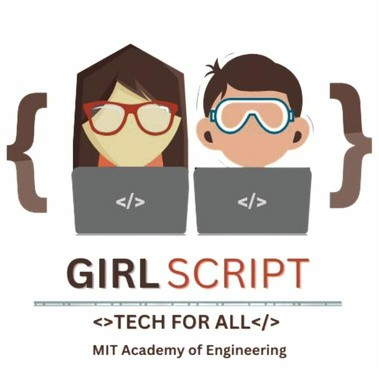 { }
</> </>
GIRL SCRIPT
<>TECH FOR ALL</>
MIT Academy of Engineering